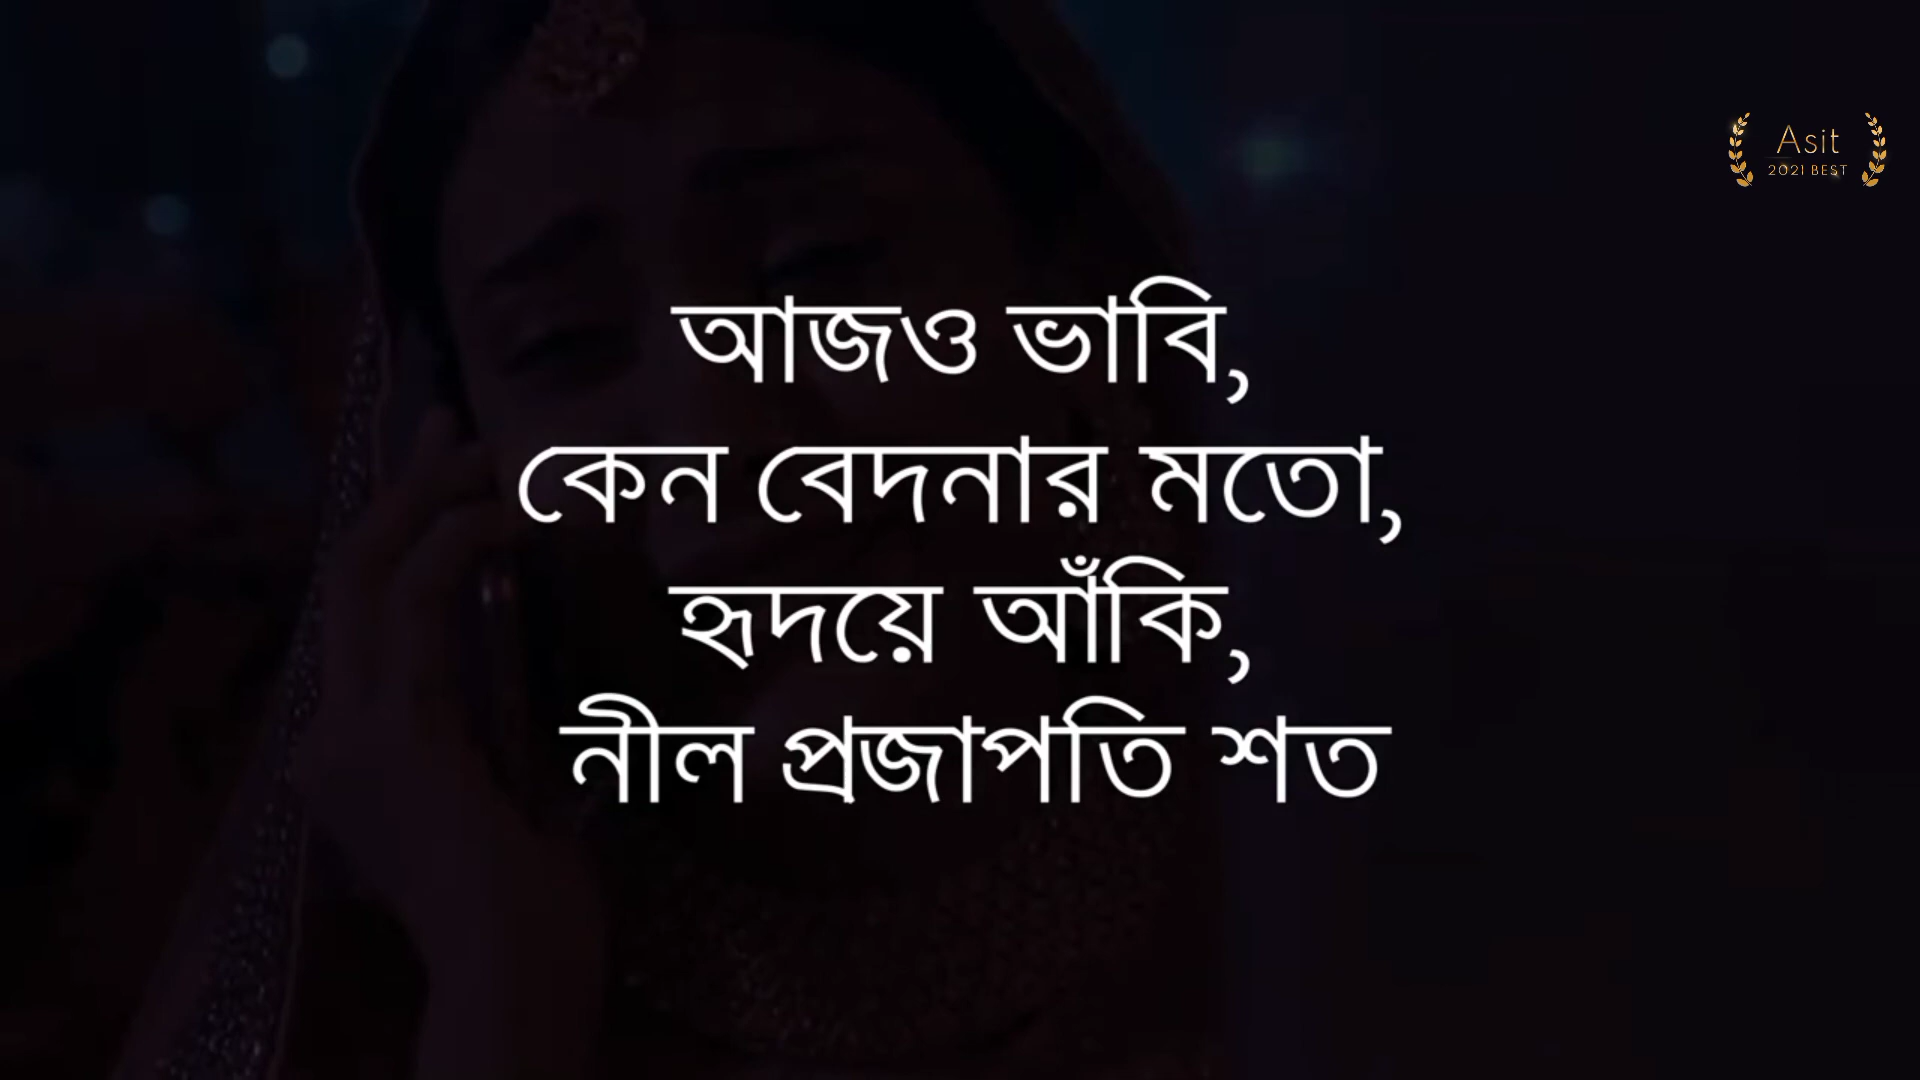 Asit
2021 BEST
আজও ভাবি,
কেন বেদনার মতো,
হৃদয়ে আঁকি,
নীল প্রজাপতি শত